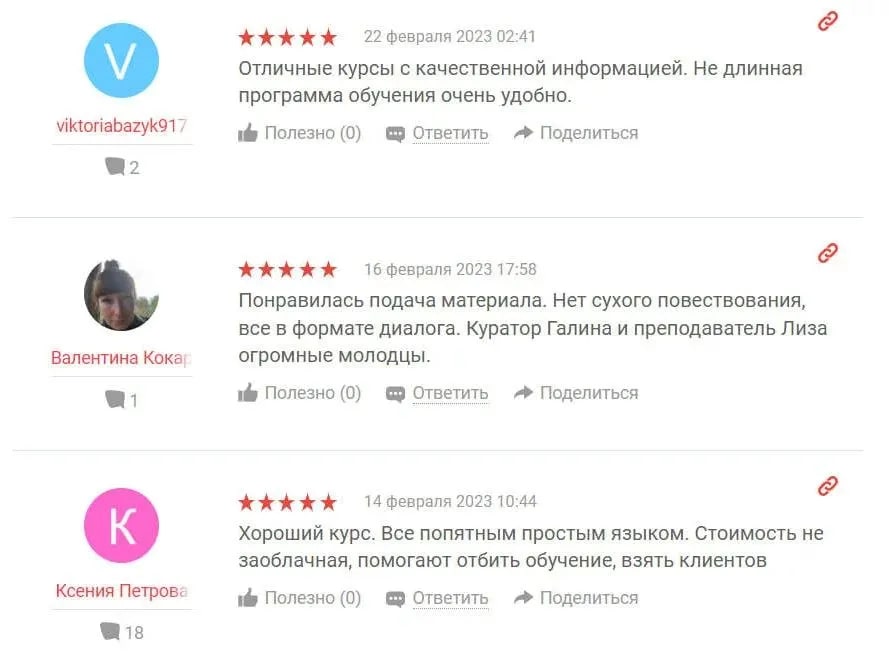 V
viktoriabazyk917
2
22 февраля 2023 02:41
Отличные курсы с качественной информацией. Не длинная
программа обучения очень удобно.
Полезно (0) Ответить Поделиться
Валентина Кокар
1
16 февраля 2023 17:58
Понравилась подача материала. Нет сухого повествования,
все в формате диалога. Куратор Галина и преподаватель Лиза
огромные молодцы.
Полезно (0) Ответить Поделиться
К
Ксения Петрова
18
14 февраля 2023 10:44
Хороший курс. Все попятным простым языком. Стоимость не
заоблачная, помогают отбить обучение, взять клиентов
Полезно (0) Ответить Поделиться